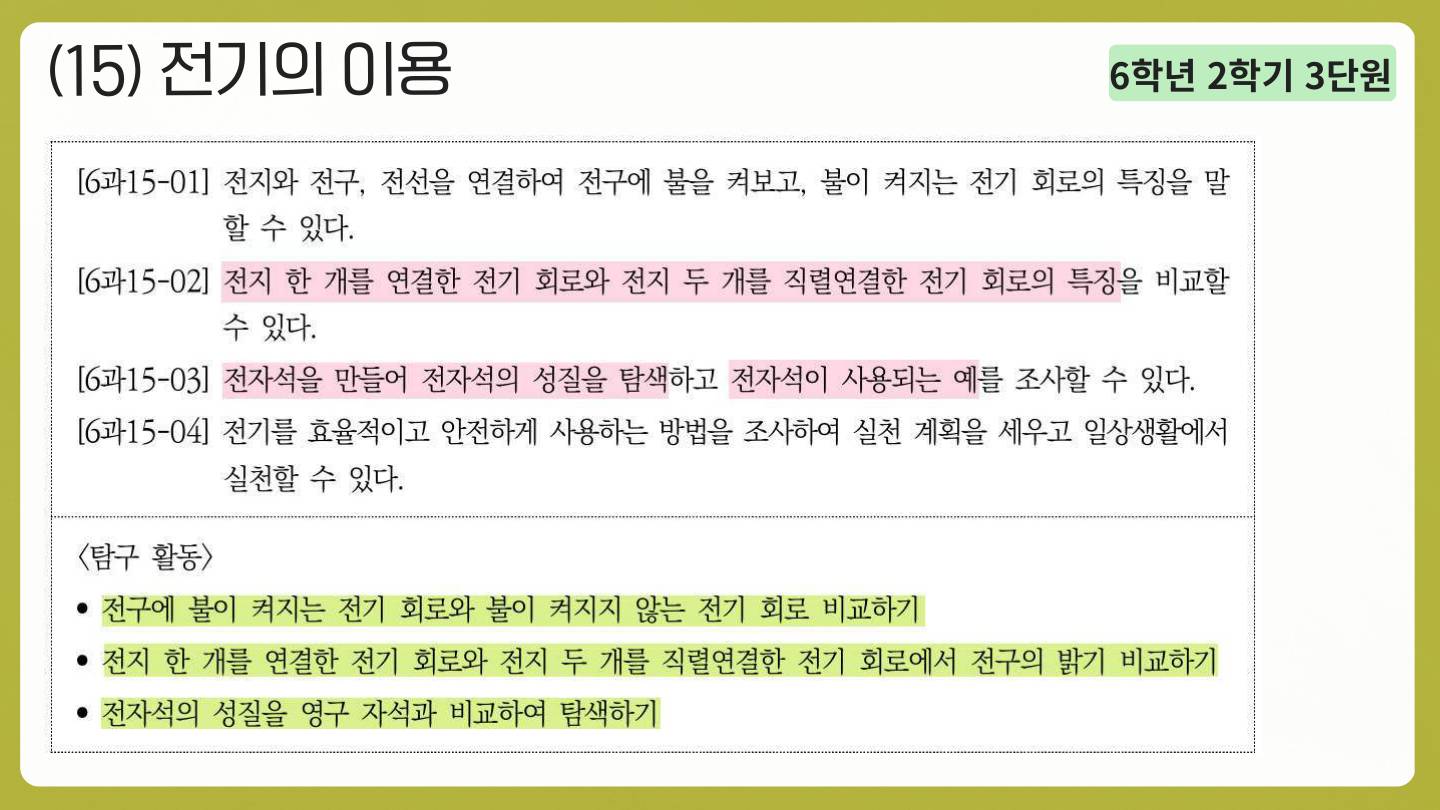 (15) 전기의 이용
6학년 2학기 3단원
[6과15-01] 전지와 전구, 전선을 연결하여 전구에 불을 켜보고, 불이 켜지는 전기 회로의 특징을 말
할 수 있다.
[6과15-02] 전지 한 개를 연결한 전기 회로와 전지 두 개를 직렬연결한 전기 회로의 특징을 비교할
수 있다.
[6과15-03] 전자석을 만들어 전자석의 성질을 탐색하고 전자석이 사용되는 예를 조사할 수 있다.
[6과15-04] 전기를 효율적이고 안전하게 사용하는 방법을 조사하여 실천 계획을 세우고 일상생활에서
실천할 수 있다.
〈탐구 활동〉
• 전구에 불이 켜지는 전기 회로와 불이 켜지지 않는 전기 회로 비교하기
• 전지 한 개를 연결한 전기 회로와 전지 두 개를 직렬연결한 전기 회로에서 전구의 밝기 비교하기
• 전자석의 성질을 영구 자석과 비교하여 탐색하기